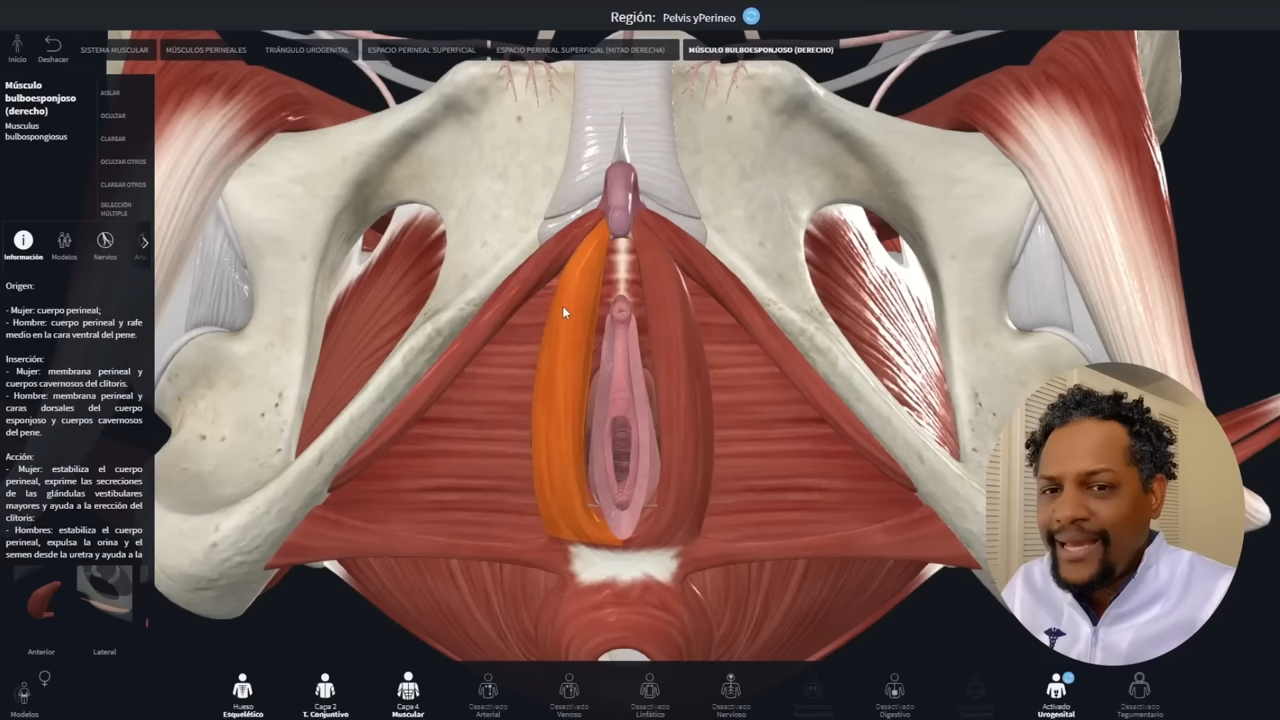 Región: Pelvis yPerineo
Inicio
Deshacer
SISTEMA MUSCULAR
MÚSCULOS PERINEALES
TRIÁNGULO UROGENITAL
ESPACIO PERINEAL SUPERFICIAL
ESPACIO PERINEAL SUPERFICIAL (MITAD DERECHA)
MÚSCULO BULBOESPONJOSO (DERECHO)
Músculo
bulboesponjoso
(derecho)
Musculus
bulbospongiosus
AISLAR
OCULTAR
CLAREAR
OCULTAR OTROS
CLAREAR OTROS
SELECCIÓN
MÚLTIPLE
Información
Modelos
Nervios
Origen:
- Mujer: cuerpo perineal;
- Hombre: cuerpo perineal y rafe
medio en la cara ventral del pene.
Inserción:
- Mujer: membrana perineal y
cuerpos cavernosos del clítoris.
- Hombre: membrana perineal y
caras dorsales del cuerpo
esponjoso y cuerpos cavernosos
del pene.
Acción:
- Mujer: estabiliza el cuerpo
perineal, exprime las secreciones
de las glándulas vestibulares
mayores y ayuda a la erección del
clítoris:
- Hombres: estabiliza el cuerpo
perineal, expulsa la orina y el
semen desde la uretra y ayuda a la
Anterior
Lateral
Modelos
Hueso
Esquelético
Capa 2
T. Conjuntivo
Capa 4
Muscular
Desactivado
Arterial
Desactivado
Venoso
Desactivado
Linfático
Desactivado
Nervioso
Desactivado
Digestivo
Activado
Urogenital
Desactivado
Tegumentario